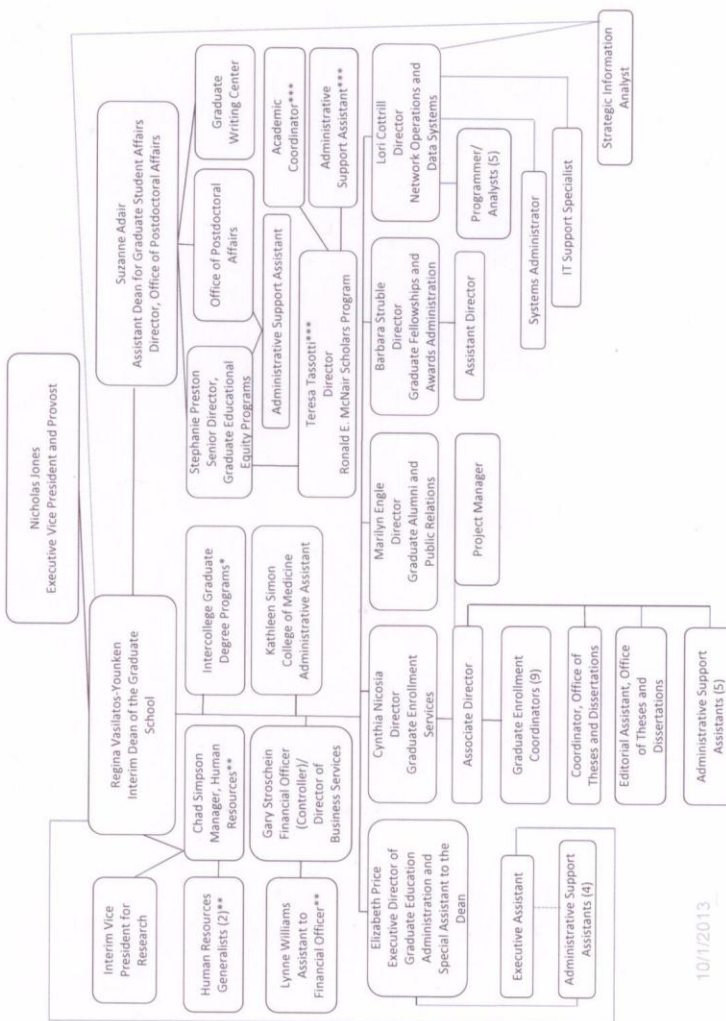 Nicholas Jones
Executive Vice President and Provost
Regina Vasilatos-Younken
Interim Dean of the Graduate
School
Suzanne Adair
Assistant Dean for Graduate Student Affairs
Director, Office of Postdoctoral Affairs
Interim Vice
President for
Research
Chad Simpson
Manager, Human
Resources**
Intercollege Graduate
Degree Programs*
Stephanie Preston
Senior Director,
Graduate Educational
Equity Programs
Office of Postdoctoral
Affairs
Graduate
Writing Center
Human Resources
Generalists (2)**
Gary Stroschein
Financial Officer
(Controller)/
Director of
Business Services
Kathleen Simon
College of Medicine
Administrative Assistant
Administrative Support Assistant
Academic
Coordinator***
Lynne Williams
Assistant to
Financial Officer**
Teresa Tassotti***
Director
Ronald E. McNair Scholars Program
Administrative
Support Assistant***
Elizabeth Price
Executive Director of
Graduate Education
Administration and
Special Assistant to the
Dean
Cynthia Nicosia
Director
Graduate Enrollment
Services
Marilyn Engle
Director
Graduate Alumni and
Public Relations
Barbara Struble
Director
Graduate Fellowships and
Awards Administration
Lori Cottrill
Director
Network Operations and
Data Systems
Executive Assistant
Associate Director
Project Manager
Assistant Director
Programmer/
Analysts (5)
Administrative Support
Assistants (4)
Graduate Enrollment
Coordinators (9)
Systems Administrator
Coordinator, Office of
Theses and Dissertations
IT Support Specialist
Editorial Assistant, Office
of Theses and
Dissertations
Strategic Information
Analyst
Administrative Support
Assistants (5)
10/1/2013